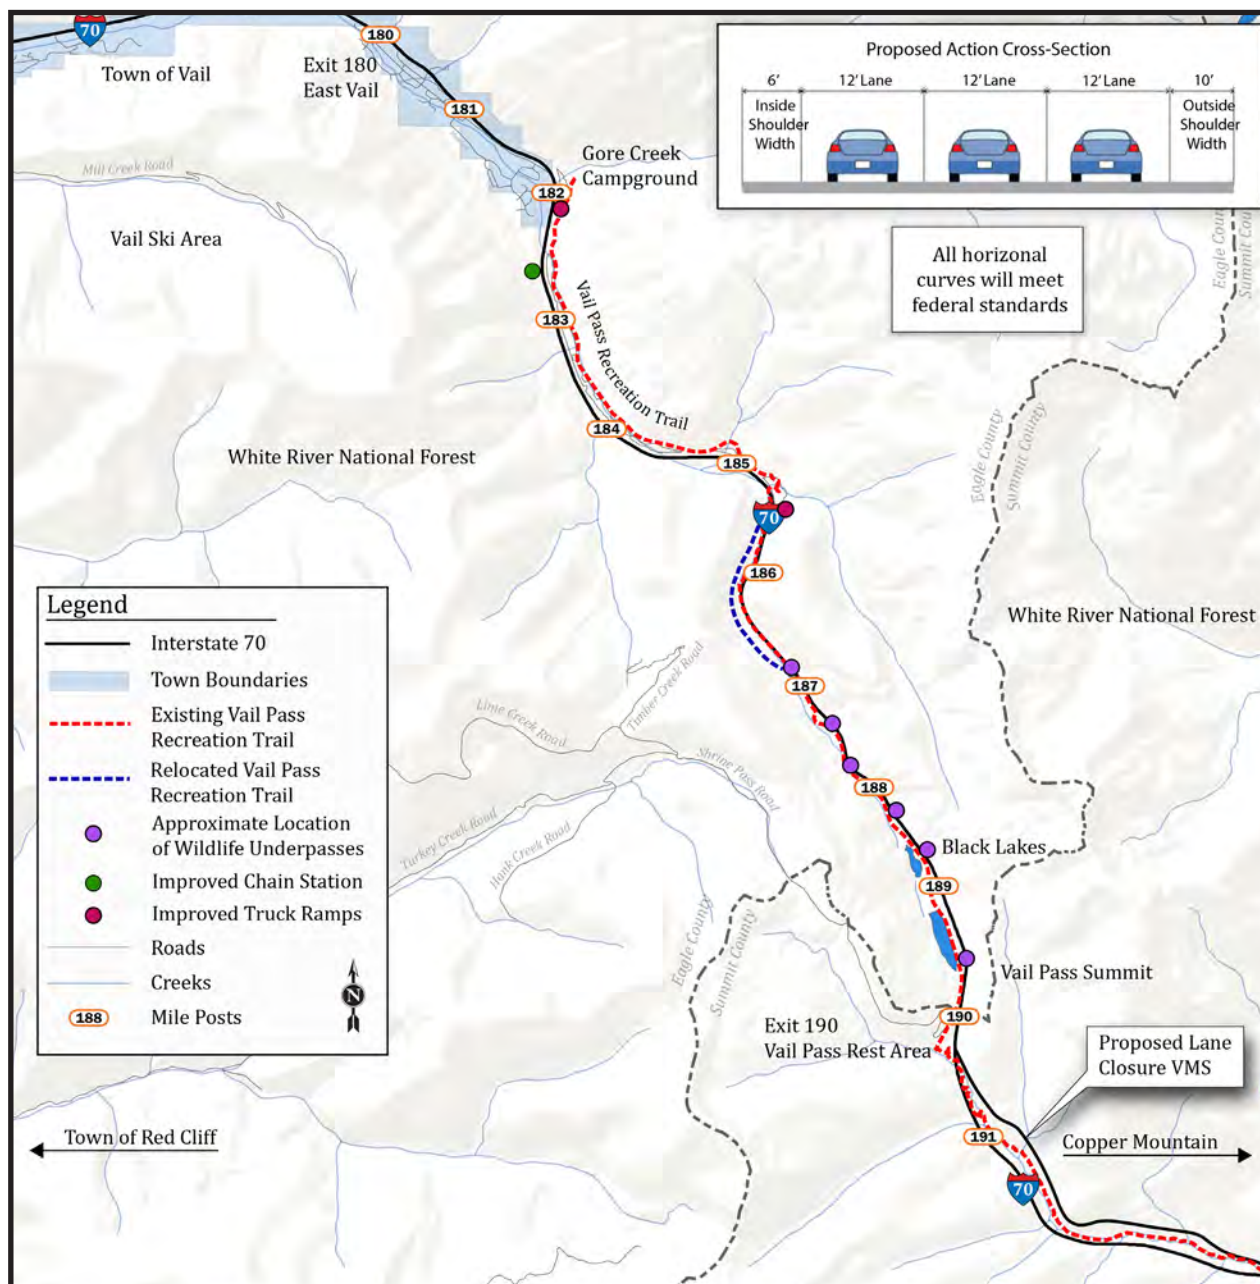 70
180
Town of Vail
Exit 180
East Vail
181
Mill Creek Road
Gore Creek
Campground
182
Vail Ski Area
183
Vail Pass Recreation Trail
184
White River National Forest
185
70
186
187
188
Black Lakes
189
Vail Pass Summit
190
Exit 190
Vail Pass Rest Area
191
70
Proposed Lane
Closure VMS
Copper Mountain
Town of Red Cliff
White River National Forest
Eagle County
Summit County
Eagle County
Summit County
Eagle Coun
Summit Cou
Lime Creek Road
Timber Creek Road
Shrine Pass Road
Turkey Creek Road
Honk Creek Road
Proposed Action Cross-Section
6' 12' Lane 12' Lane 12' Lane 10'
Inside
Shoulder
Width
Outside
Shoulder
Width
All horizonal
curves will meet
federal standards
Legend
Interstate 70
Town Boundaries
Existing Vail Pass
Recreation Trail
Relocated Vail Pass
Recreation Trail
Approximate Location
of Wildlife Underpasses
Improved Chain Station
Improved Truck Ramps
Roads
Creeks
188 Mile Posts
N